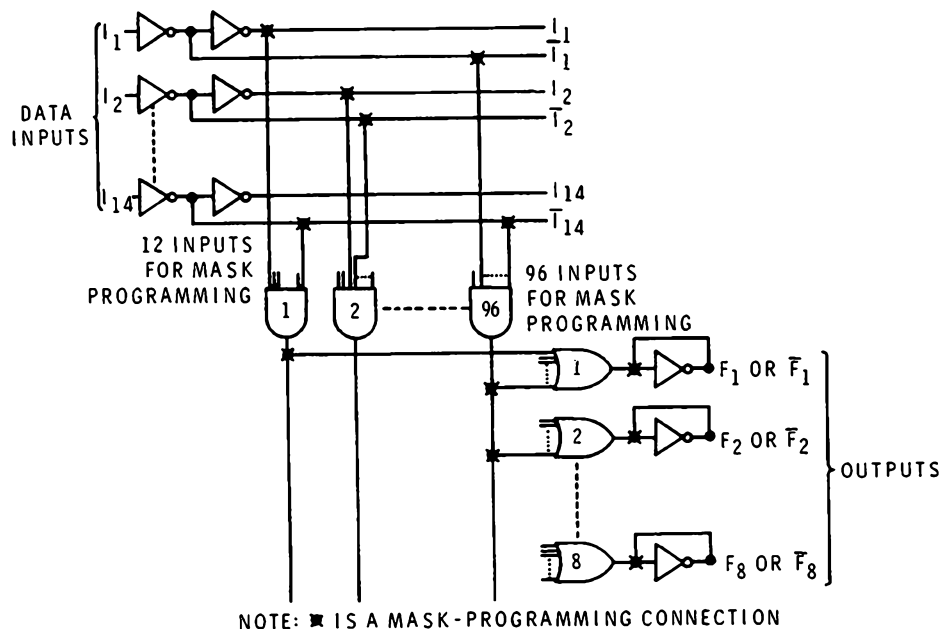 DATA
INPUTS
I1
I2
I14
I1
Ī1
I2
Ī2
I14
Ī14
12 INPUTS
FOR MASK
PROGRAMMING
1
2
96
96 INPUTS
FOR MASK
PROGRAMMING
1
F1 OR F̄1
2
F2 OR F̄2
OUTPUTS
8
F8 OR F̄8
NOTE: ✖ IS A MASK-PROGRAMMING CONNECTION